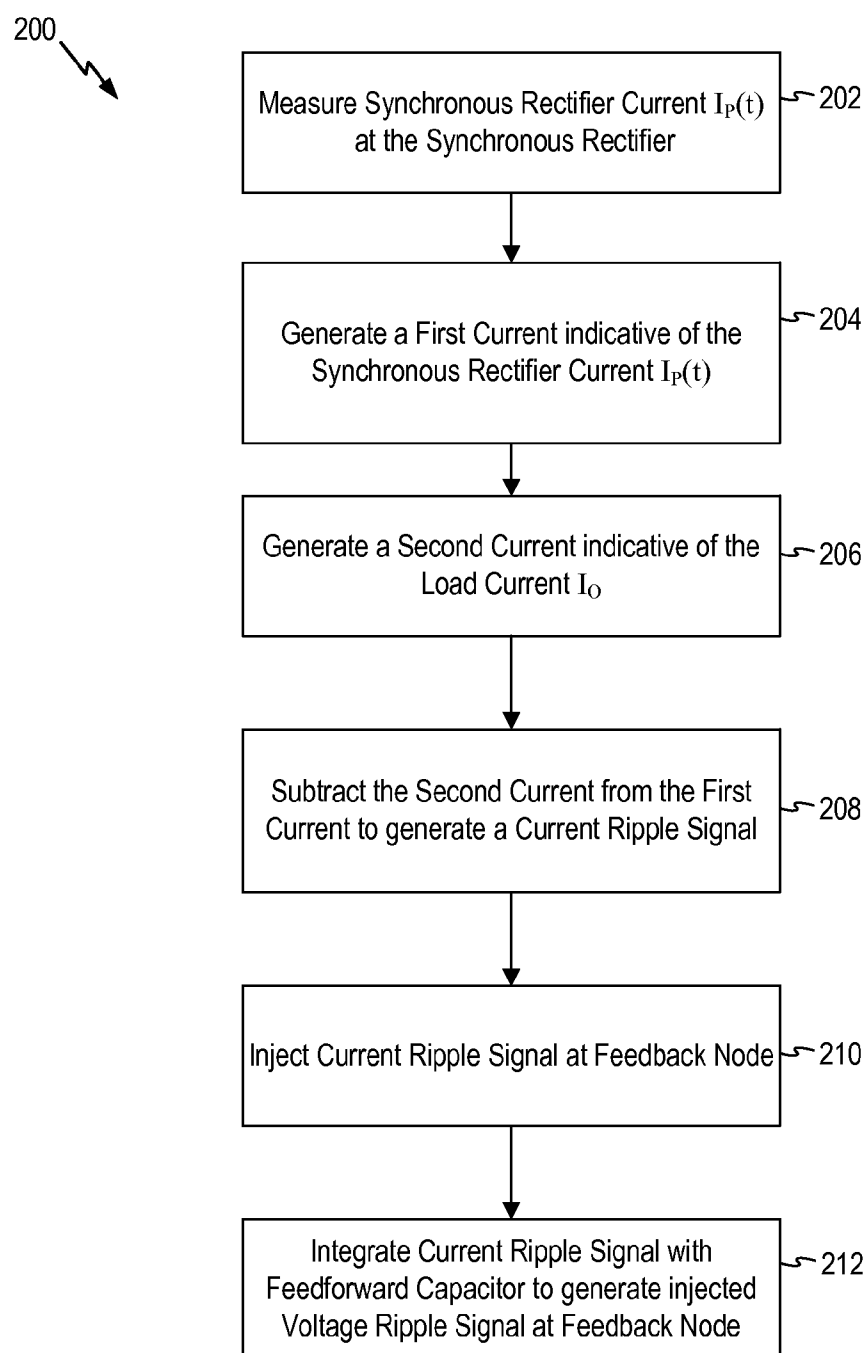 200
Measure Synchronous Rectifier Current I_P(t)
at the Synchronous Rectifier
202
Generate a First Current indicative of the
Synchronous Rectifier Current I_P(t)
204
Generate a Second Current indicative of the
Load Current I_O
206
Subtract the Second Current from the First
Current to generate a Current Ripple Signal
208
Inject Current Ripple Signal at Feedback Node
210
Integrate Current Ripple Signal with
Feedforward Capacitor to generate injected
Voltage Ripple Signal at Feedback Node
212